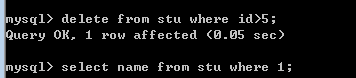 mysql> delete from stu where id>5;
Query OK, 1 row affected (0.05 sec)
mysql> select name from stu where 1;